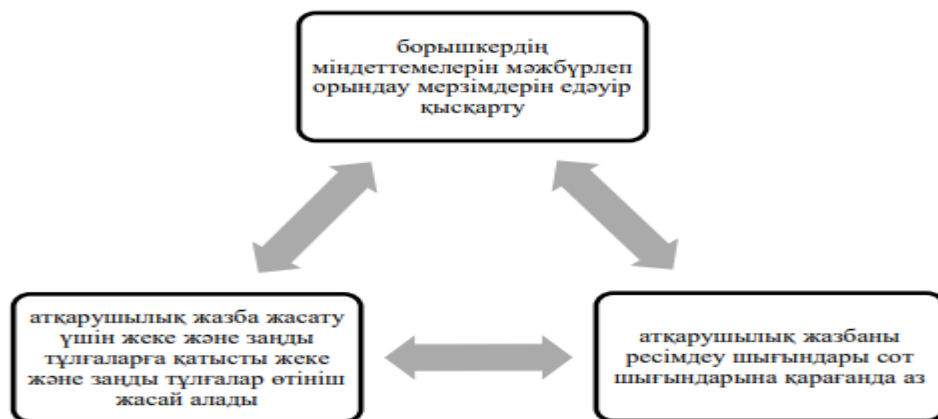 борышкердің
міндеттемелерін мәжбүрлеп
орындау мерзімдерін едәуір
қысқарту
атқарушылық жазба жасату
үшін жеке және заңды
тұлғаларға қатысты жеке
және заңды тұлғалар өтініш
жасай алады
атқарушылық жазбаны
ресімдеу шығындары сот
шығындарына қарағанда аз